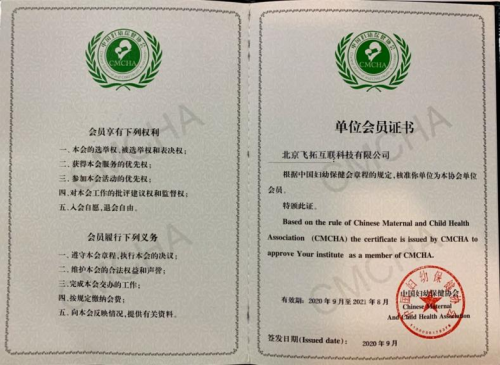 中国妇幼保健协会
CMCHA
会员享有下列权利
一. 本会的选举权、被选举权和表决权；
二. 获得本会服务的优先权；
三. 参加本会活动的优先权；
四. 对本会工作的批评建议权和监督权；
五. 入会自愿、退会自由。
会员履行下列义务
一. 遵守本会章程、执行本会的决议；
二. 维护本会的合法权益和声誉；
三. 完成本会交办的工作；
四. 按规定缴纳会费；
五. 向本会反映情况，提供有关资料。
中国妇幼保健协会
CMCHA
单位会员证书
北京飞拓互联科技有限公司
根据中国妇幼保健会章程的规定，核准你单位为本协会单位
会员。
特颁此证。
Based on the rule of Chinese Maternal and Child Health
Association （CMCHA) the certificate is issued by CMCHA to
approve Your institute as a member of CMCHA.
中国妇幼保健协会
有效期：2020 年 9 月 至 2021 年 8 月
Chinese Maternal
And Child Health Association
签发日期（Issued date） 2020 年 9 月
CMCHA
CMCHA
CMCHA